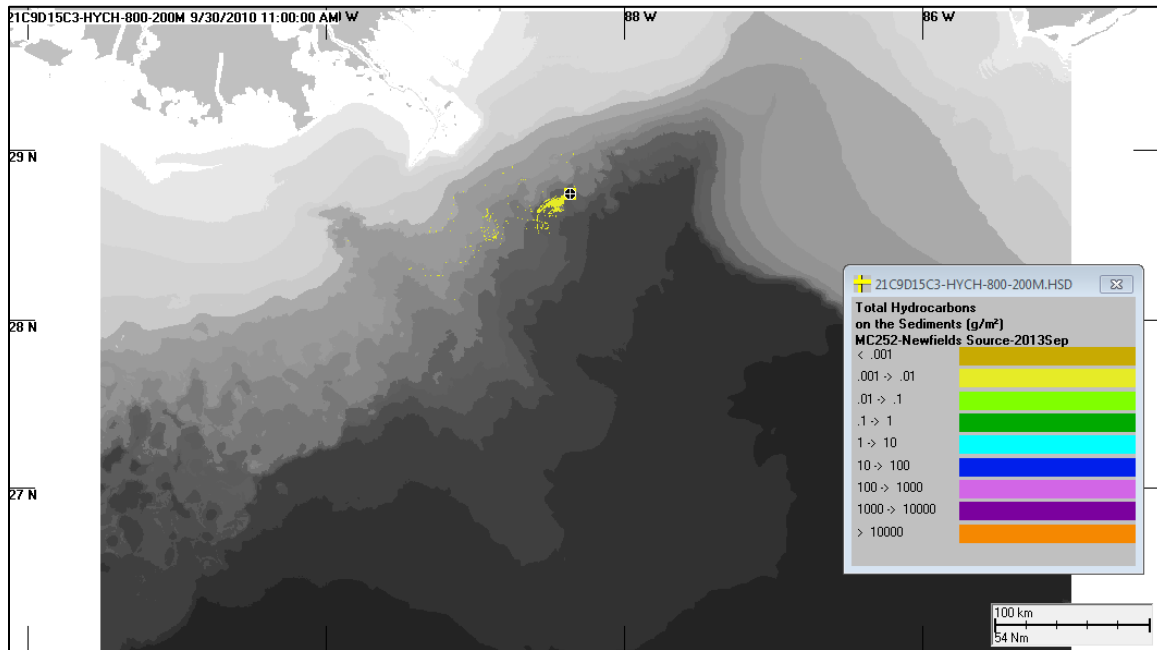 21C9D15C3-HYCH-800-200M 9/30/2010 11:00:00 AM
W
88 W
86 W
29 N
28 N
27 N
21C9D15C3-HYCH-800-200M.HSD
Total Hydrocarbons
on the Sediments (g/m²)
MC252-Newfields Source-2013Sep
< .001
.001 -> .01
.01 -> .1
.1 -> 1
1 -> 10
10 -> 100
100 -> 1000
1000 -> 10000
> 10000
100 km
54 Nm